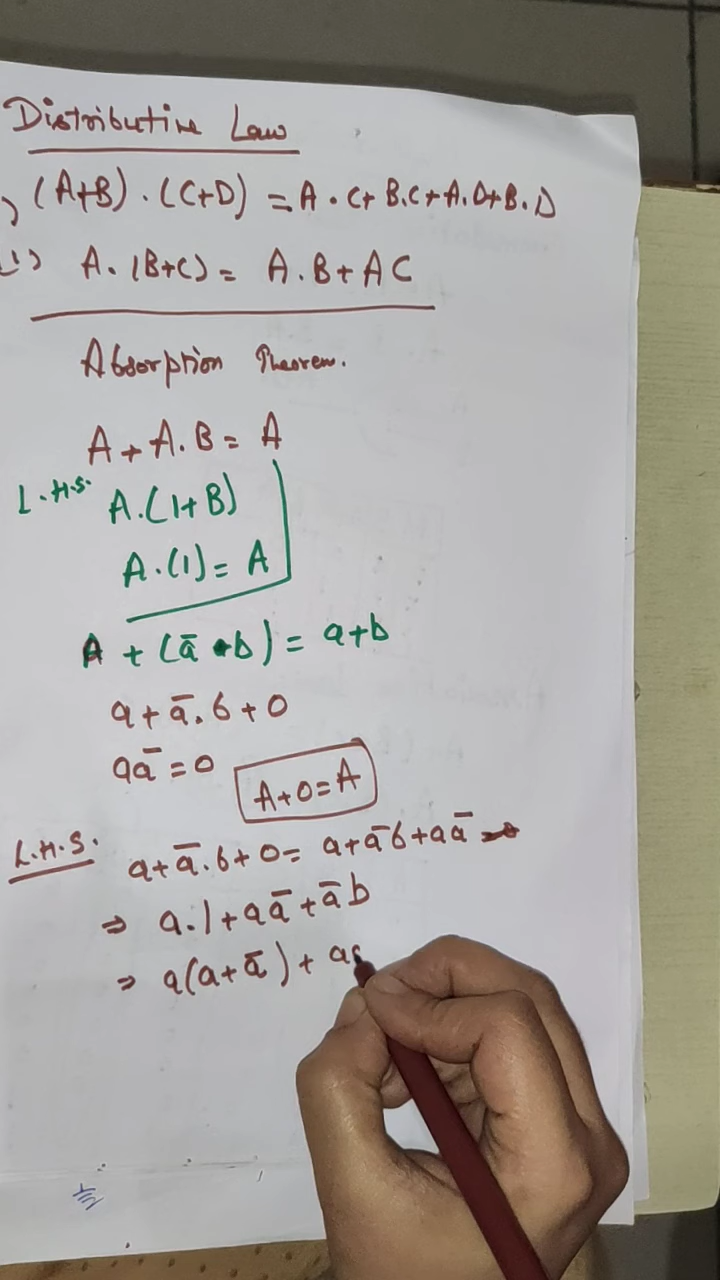 Distributive Law
) (A+B) . (C+D) = A . C + B.C + A.D + B. D
i) A. (B+C) = A.B + AC
Absorption Theorem.
A + A.B = A
L.H.S. A.(1+B)
A.(1) = A
A + (ā . b) = a+b
a + ā . b + 0
aā = 0
A+0=A
L.H.S. a + ā . b + 0 = a + āb + aā
⇒ a.1 + aā + āb
⇒ a(a+ā) + a